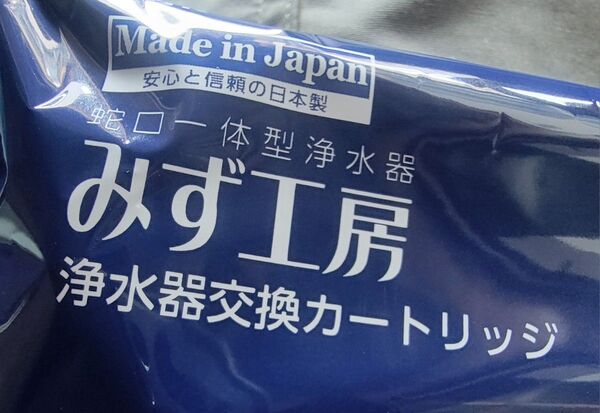 Made in Japan
安心と信頼の日本製
蛇口一体型浄水器
みず工房
浄水器交換カートリッジ